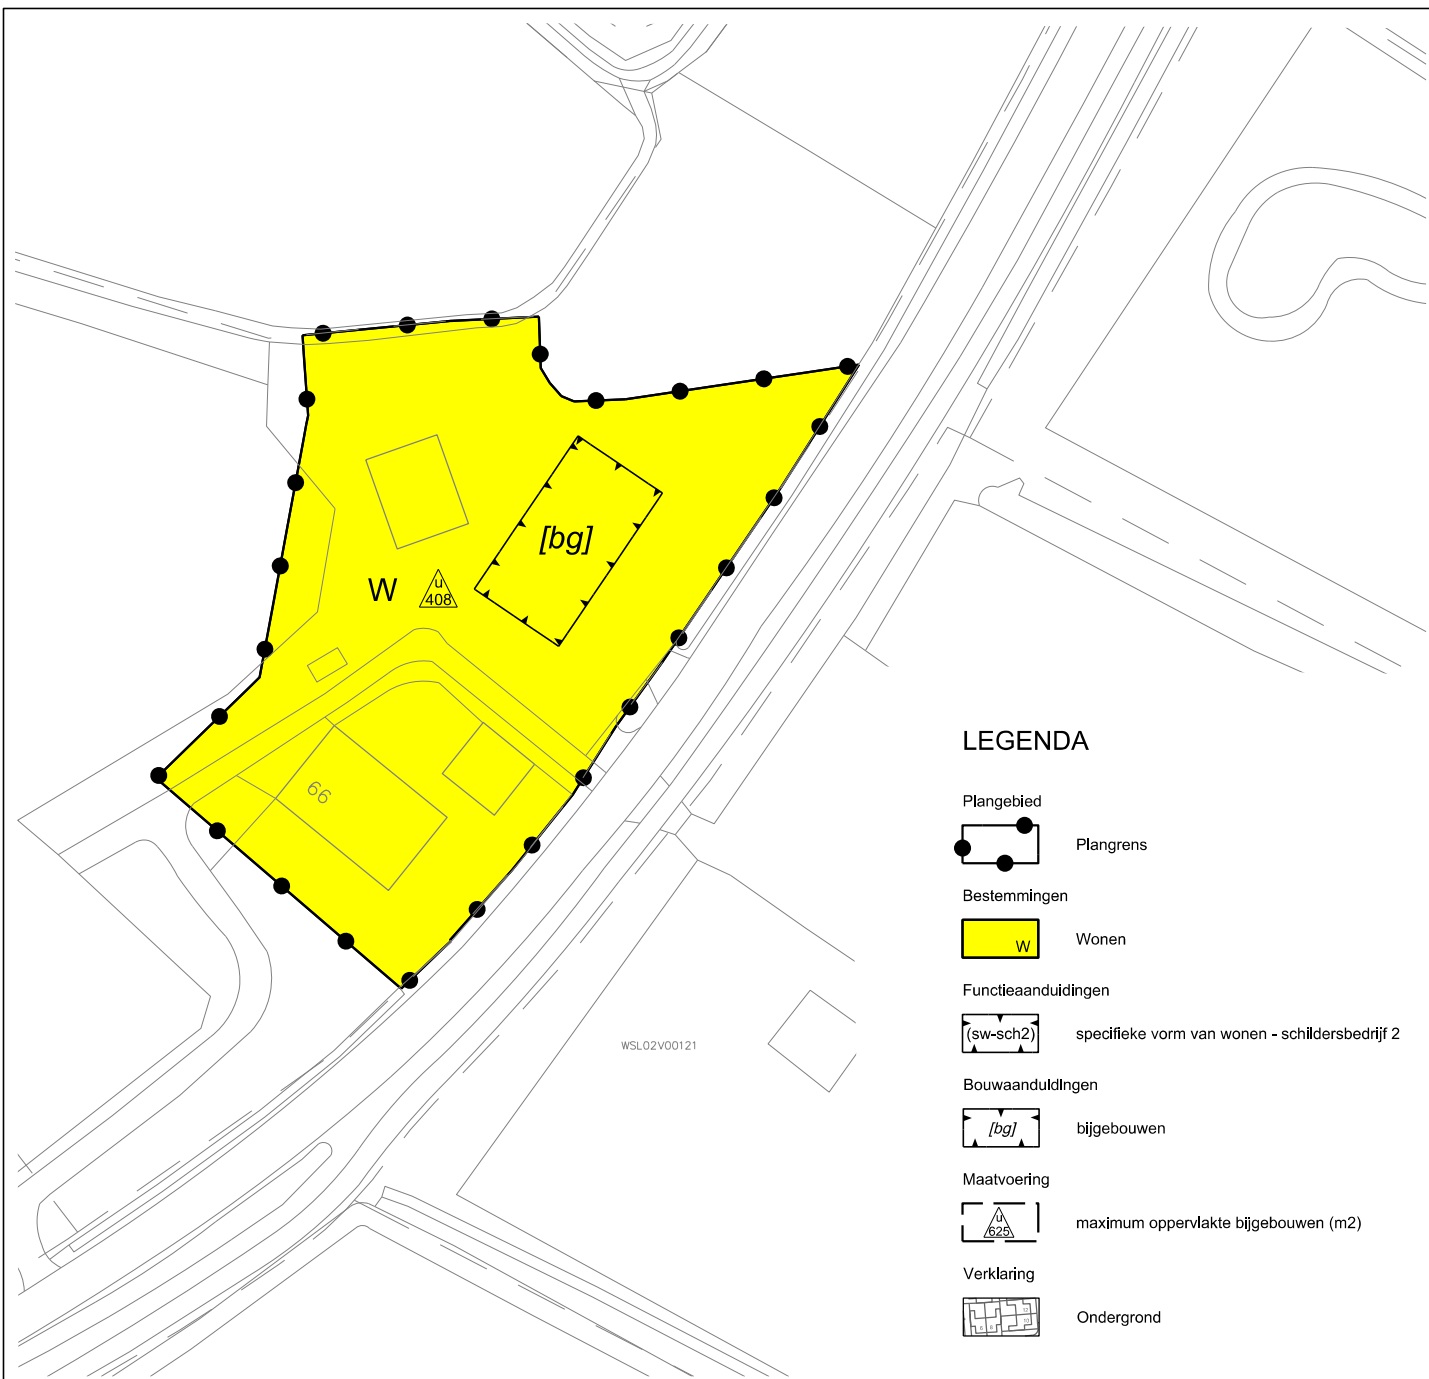 [bg]
W
u
408
66
WSL02V00121
LEGENDA
Plangebied
Plangrens
Bestemmingen
W
Wonen
Functieaanduidingen
(sw-sch2)
specifieke vorm van wonen - schildersbedrijf 2
Bouwaanduidingen
[bg]
bijgebouwen
Maatvoering
u
625
maximum oppervlakte bijgebouwen (m2)
Verklaring
Ondergrond